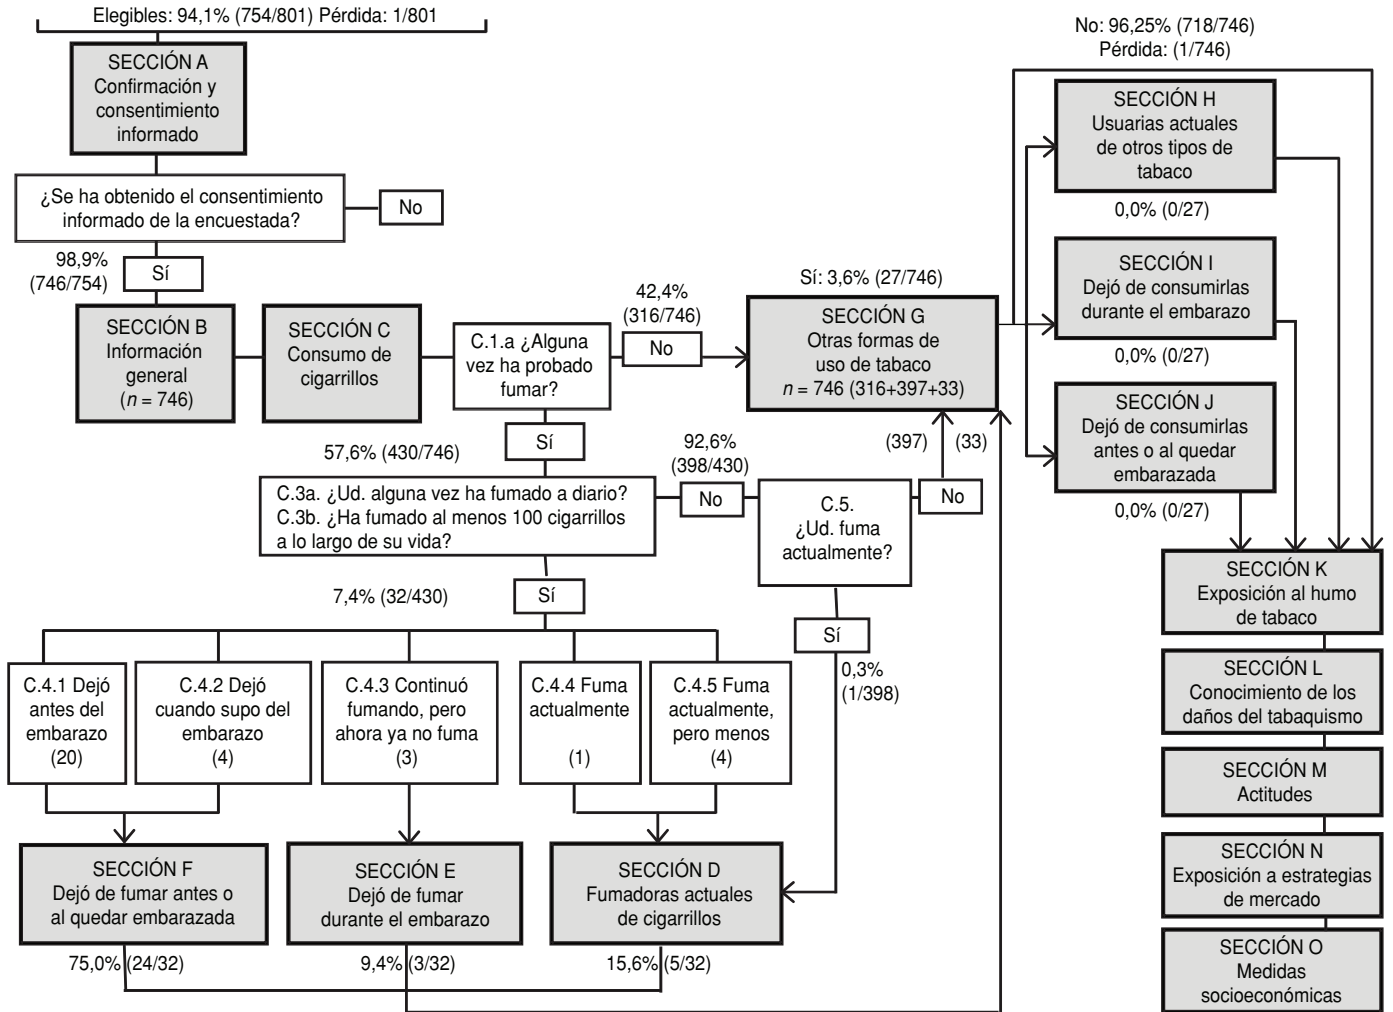 Elegibles: 94,1% (754/801) Pérdida: 1/801
SECCIÓN A
Confirmación y
consentimiento
informado
¿Se ha obtenido el consentimiento
informado de la encuestada?
No
98,9%
(746/754)
Sí
SECCIÓN B
Información
general
(n = 746)
SECCIÓN C
Consumo de
cigarrillos
C.1.a ¿Alguna
vez ha probado
fumar?
42,4%
(316/746)
No
Sí: 3,6% (27/746)
SECCIÓN G
Otras formas de
uso de tabaco
n = 746 (316+397+33)
No: 96,25% (718/746)
Pérdida: (1/746)
SECCIÓN H
Usuarias actuales
de otros tipos de
tabaco
0,0% (0/27)
SECCIÓN I
Dejó de consumirlas
durante el embarazo
0,0% (0/27)
SECCIÓN J
Dejó de consumirlas
antes o al quedar
embarazada
0,0% (0/27)
Sí
57,6% (430/746)
C.3a. ¿Ud. alguna vez ha fumado a diario?
C.3b. ¿Ha fumado al menos 100 cigarrillos
a lo largo de su vida?
92,6%
(398/430)
No
C.5.
¿Ud. fuma
actualmente?
No
(397)
(33)
Sí
0,3%
(1/398)
7,4% (32/430)
Sí
C.4.1 Dejó
antes del
embarazo
(20)
C.4.2 Dejó
cuando supo del
embarazo
(4)
C.4.3 Continuó
fumando, pero
ahora ya no fuma
(3)
C.4.4 Fuma
actualmente
(1)
C.4.5 Fuma
actualmente,
pero menos
(4)
SECCIÓN F
Dejó de fumar antes o
al quedar embarazada
75,0% (24/32)
SECCIÓN E
Dejó de fumar
durante el embarazo
9,4% (3/32)
SECCIÓN D
Fumadoras actuales
de cigarrillos
15,6% (5/32)
SECCIÓN K
Exposición al humo
de tabaco
SECCIÓN L
Conocimiento de los
daños del tabaquismo
SECCIÓN M
Actitudes
SECCIÓN N
Exposición a estrategias
de mercado
SECCIÓN O
Medidas
socioeconómicas